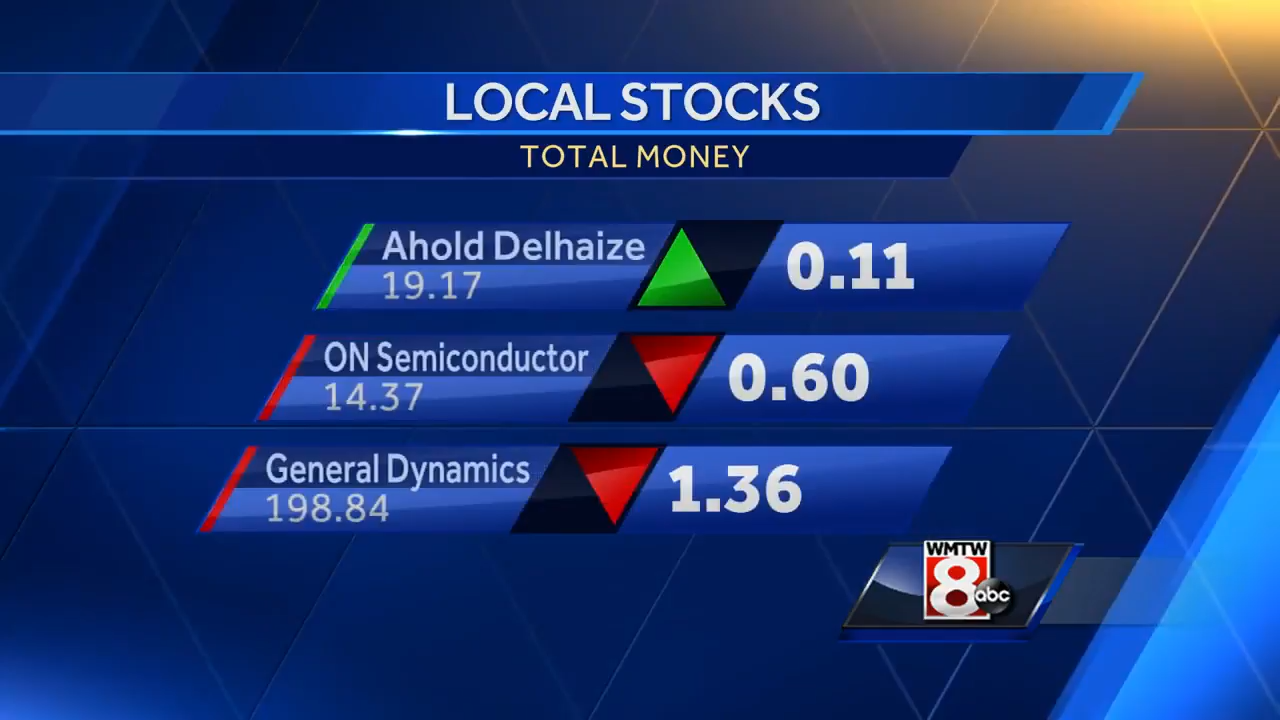 LOCAL STOCKS
TOTAL MONEY
Ahold Delhaize
19.17
0.11
ON Semiconductor
14.37
0.60
General Dynamics
198.84
1.36
WMTW
8
abc